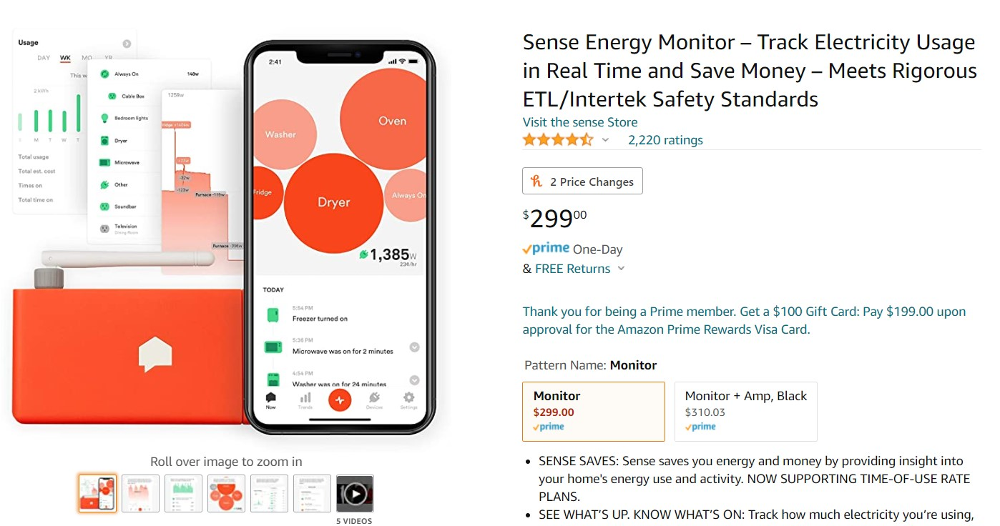 Usage
DAY WK MO YR
This w
2 kWh
S M T W T
Total usage
Total est. cost
Times on
Total time on
Always On 148w
Cable Box
Bedroom lights
Dryer
Microwave
Other
Soundbar
Television
Dining Room
1259w
Furnace -119w
-32w
-123w
2:41
Washer
Oven
Fridge
Dryer
Always On
1,385w
23¢/hr
TODAY
5:54 PM
Freezer turned on
5:36 PM
Microwave was on for 2 minutes
4:54 PM
Washer was on for 24 minutes
Now Trends Devices Settings
Roll over image to zoom in
5 VIDEOS
Sense Energy Monitor – Track Electricity Usage
in Real Time and Save Money – Meets Rigorous
ETL/Intertek Safety Standards
Visit the sense Store
2,220 ratings
2 Price Changes
$29900
prime One-Day
& FREE Returns
Thank you for being a Prime member. Get a $100 Gift Card: Pay $199.00 upon
approval for the Amazon Prime Rewards Visa Card.
Pattern Name: Monitor
Monitor
$299.00
prime
Monitor + Amp, Black
$310.03
prime
• SENSE SAVES: Sense saves you energy and money by providing insight into
your home's energy use and activity. NOW SUPPORTING TIME-OF-USE RATE
PLANS.
• SEE WHAT’S UP. KNOW WHAT’S ON: Track how much electricity you’re using,